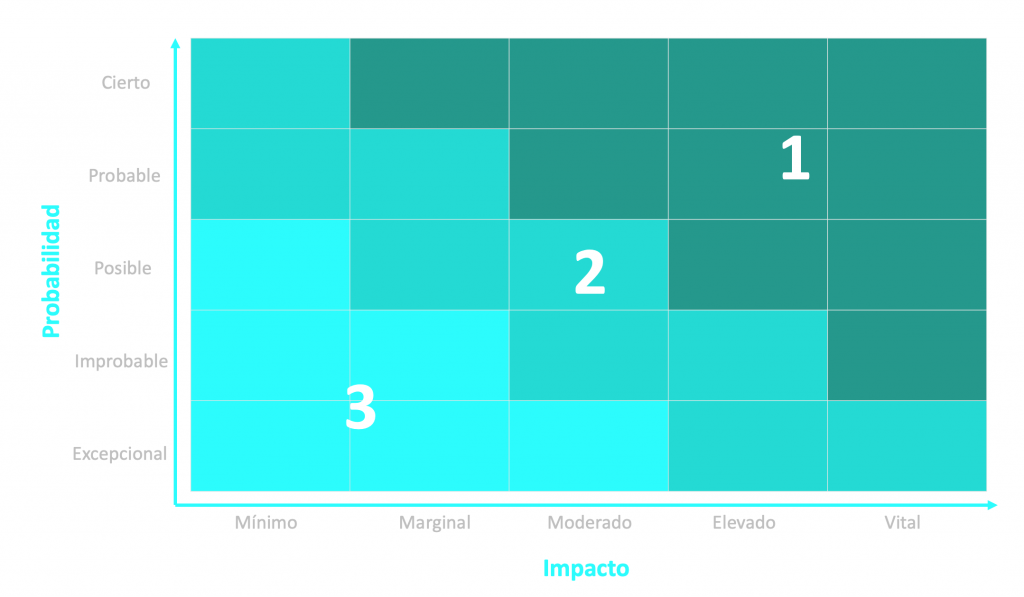 Cierto
1
Probable
Probabilidad
2
Posible
Improbable
3
Excepcional
Mínimo
Marginal
Moderado
Elevado
Vital
Impacto